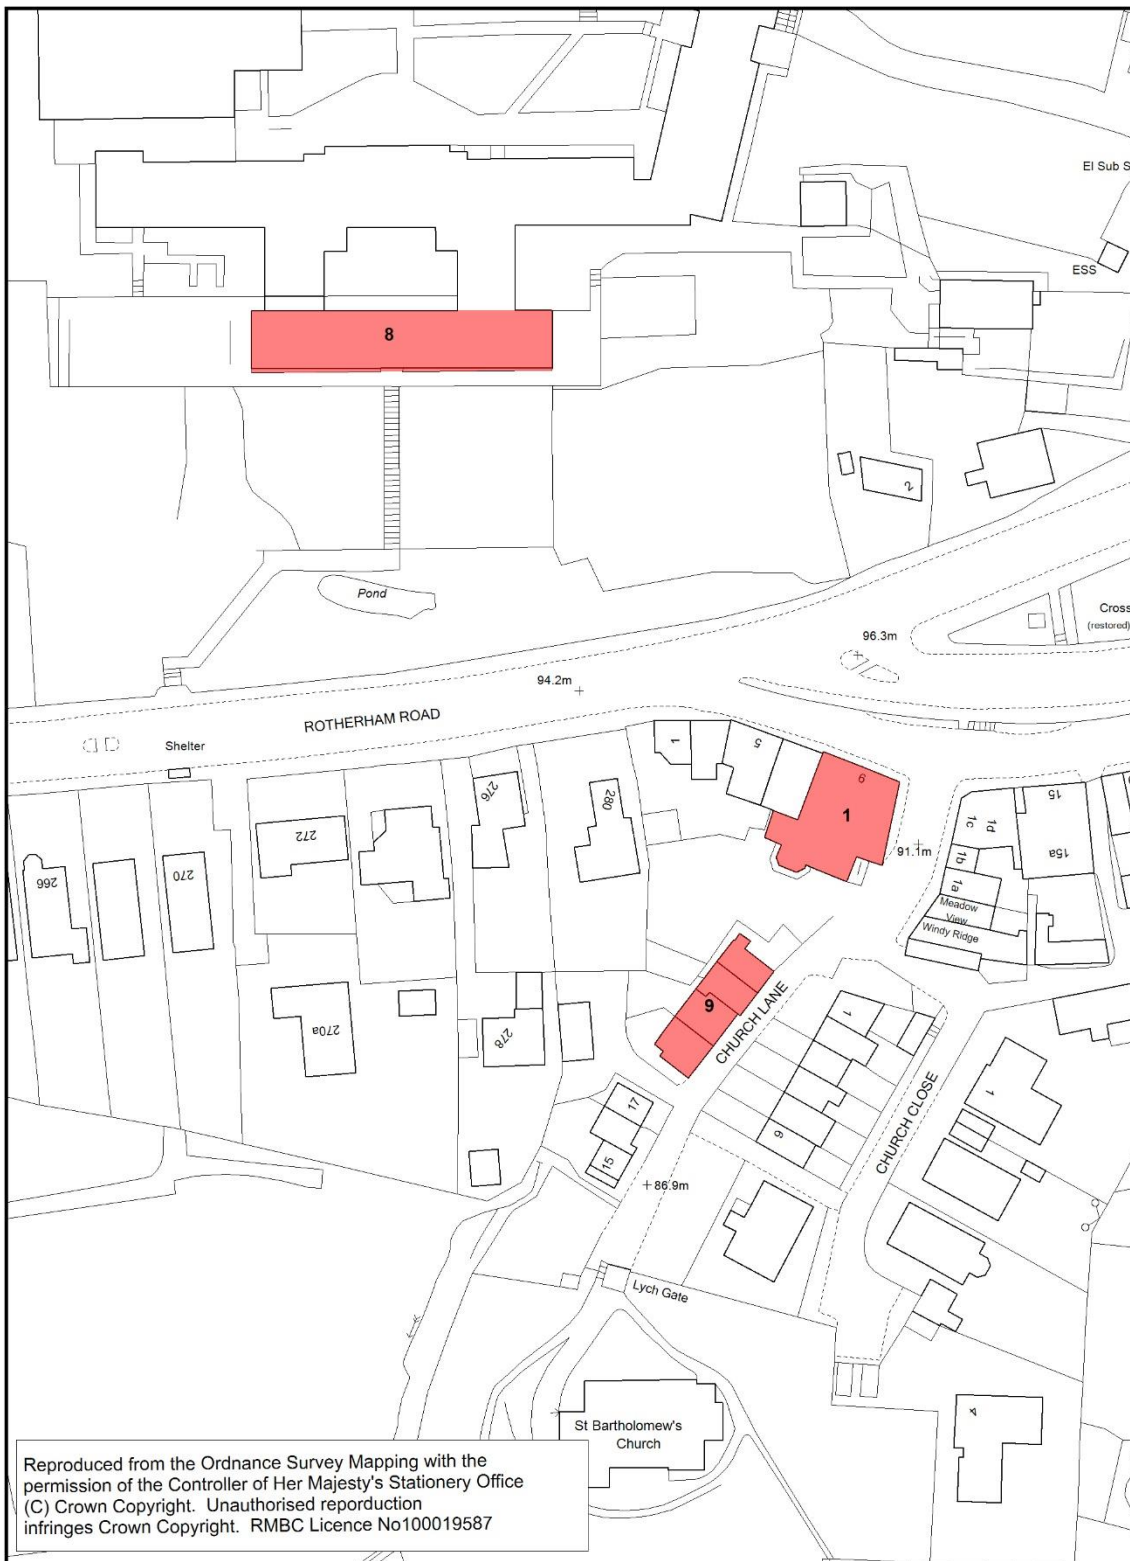 El Sub S
ESS
8
2
Pond
Cross
(restored)
96.3m
94.2m
ROTHERHAM ROAD
Shelter
1
5
6
1
91.1m
15
1c
1d
15a
1b
1a
Meadow
View
Windy Ridge
266
270
272
276
280
270a
278
9
CHURCH LANE
1
9
CHURCH CLOSE
1
17
15
86.9m
Lych Gate
4
St Bartholomew's
Church
Reproduced from the Ordnance Survey Mapping with the
permission of the Controller of Her Majesty's Stationery Office
(C) Crown Copyright. Unauthorised reporduction
infringes Crown Copyright. RMBC Licence No100019587